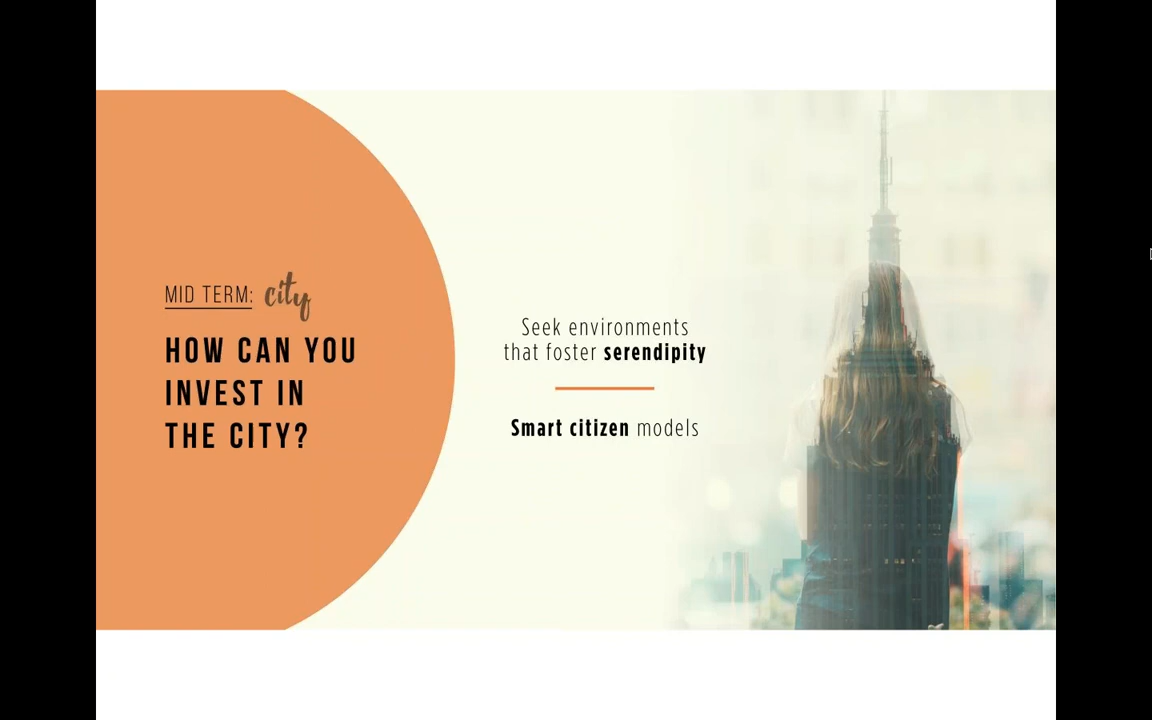 MID TERM: city
HOW CAN YOU
INVEST IN
THE CITY?
Seek environments
that foster serendipity
Smart citizen models